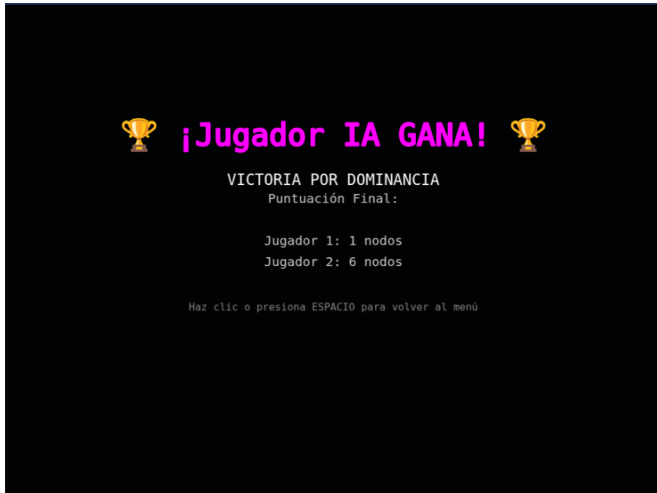 🏆 ¡Jugador IA GANA! 🏆
VICTORIA POR DOMINANCIA
Puntuación Final:
Jugador 1: 1 nodos
Jugador 2: 6 nodos
Haz clic o presiona ESPACIO para volver al menú